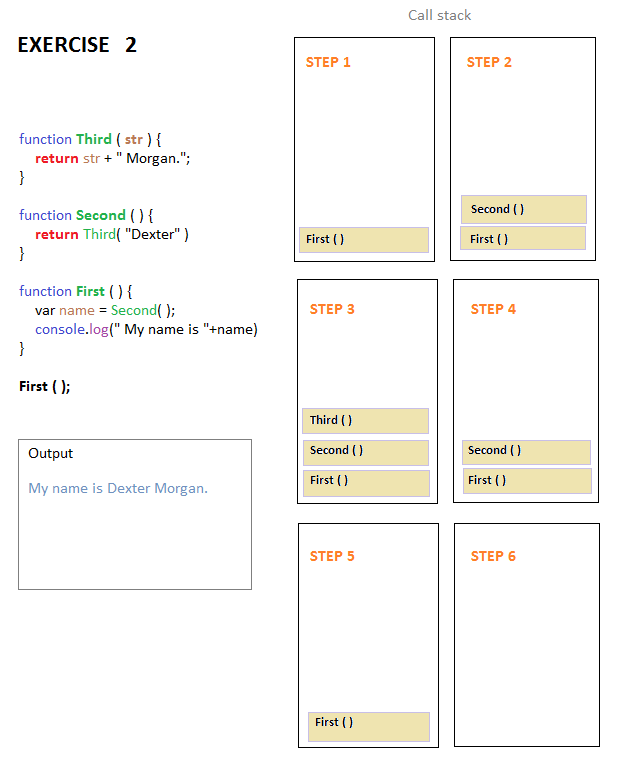 Call stack
EXERCISE 2
function Third ( str ) {
return str + " Morgan.";
}
function Second ( ) {
return Third( "Dexter" )
}
function First ( ) {
var name = Second( );
console.log(" My name is "+name)
}
First ( );
Output
My name is Dexter Morgan.
STEP 1
First ( )
STEP 2
Second ( )
First ( )
STEP 3
Third ( )
Second ( )
First ( )
STEP 4
Second ( )
First ( )
STEP 5
First ( )
STEP 6